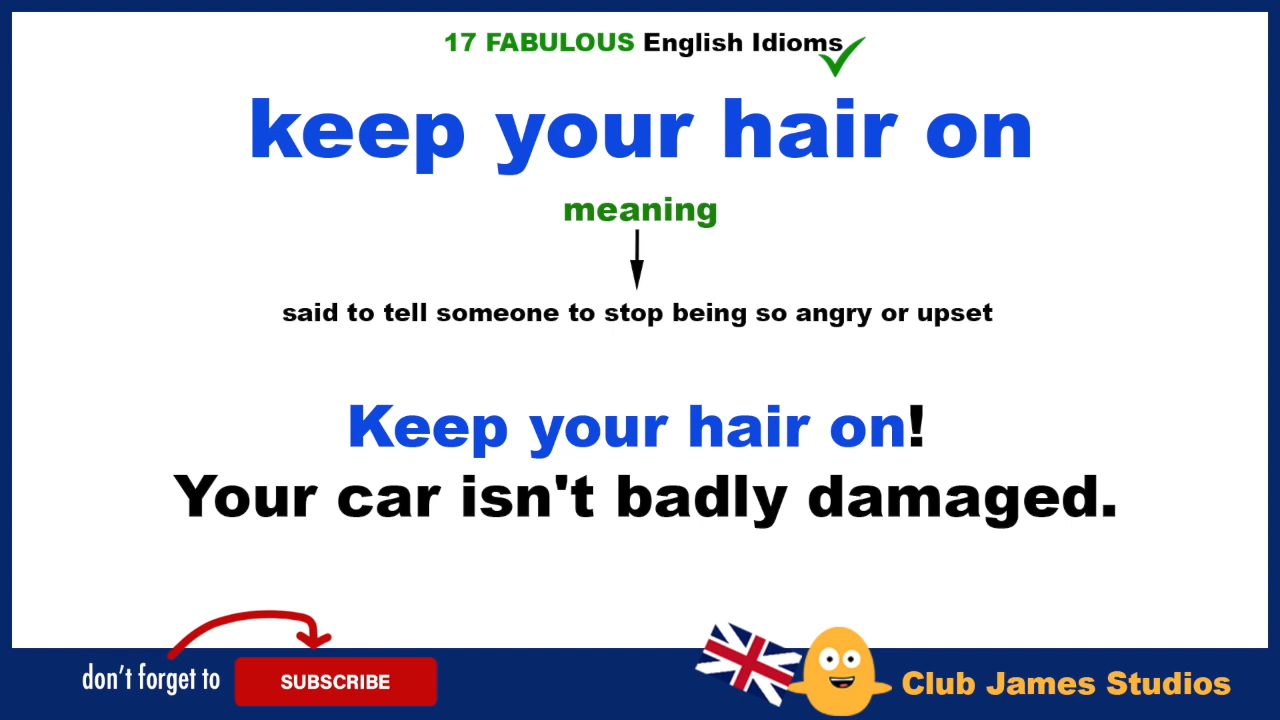 17 FABULOUS English Idioms
keep your hair on
meaning
said to tell someone to stop being so angry or upset
Keep your hair on!
Your car isn't badly damaged.
don't forget to
SUBSCRIBE
Club James Studios